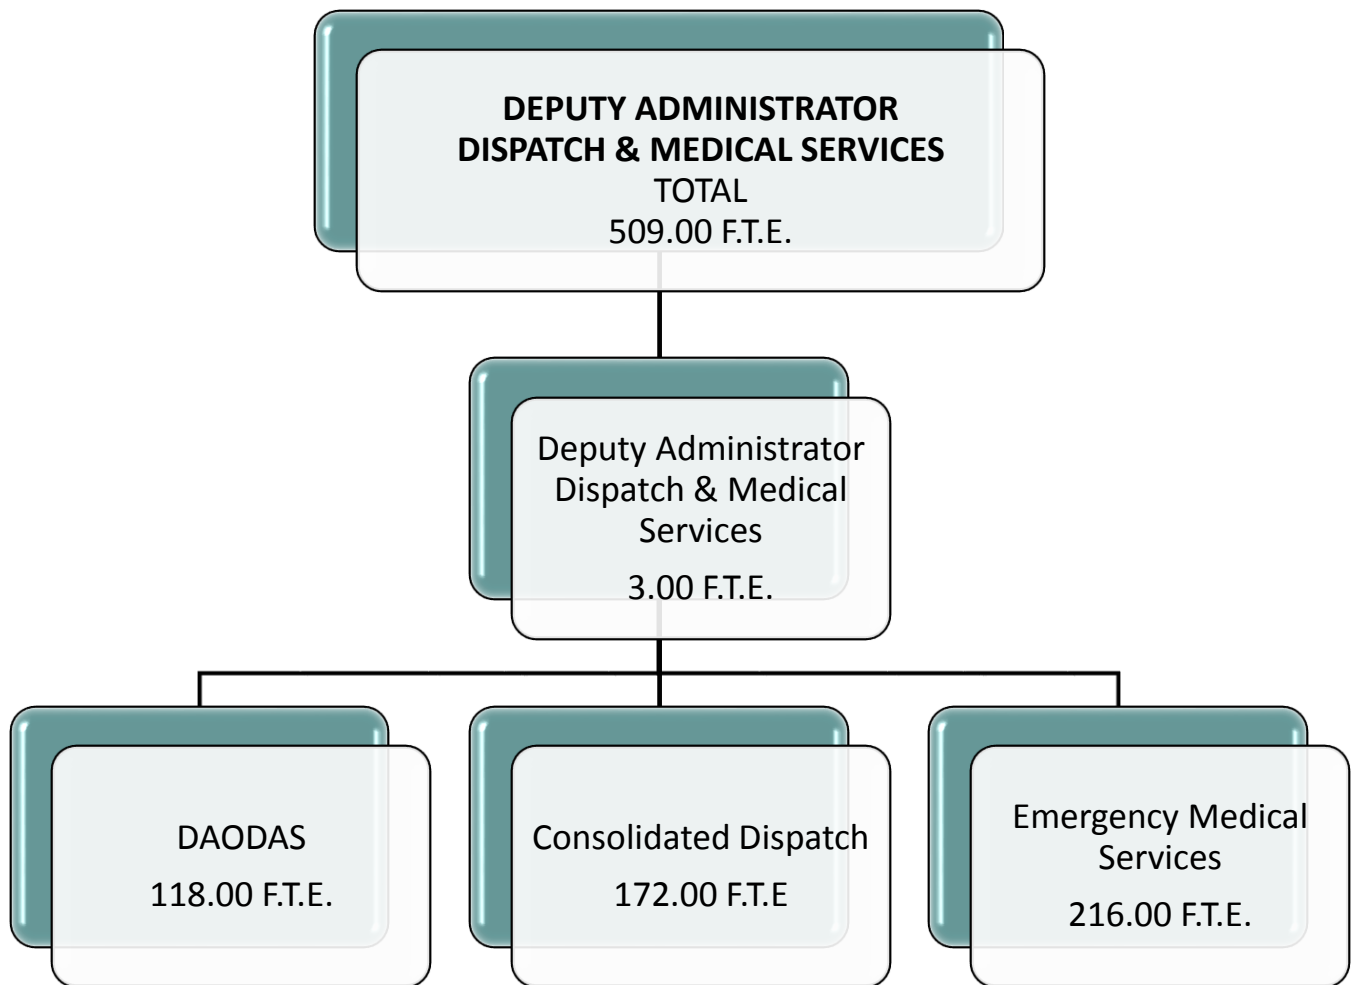 DEPUTY ADMINISTRATOR
DISPATCH & MEDICAL SERVICES
TOTAL
509.00 F.T.E.
Deputy Administrator
Dispatch & Medical
Services
3.00 F.T.E.
DAODAS
118.00 F.T.E.
Consolidated Dispatch
172.00 F.T.E
Emergency Medical
Services
216.00 F.T.E.